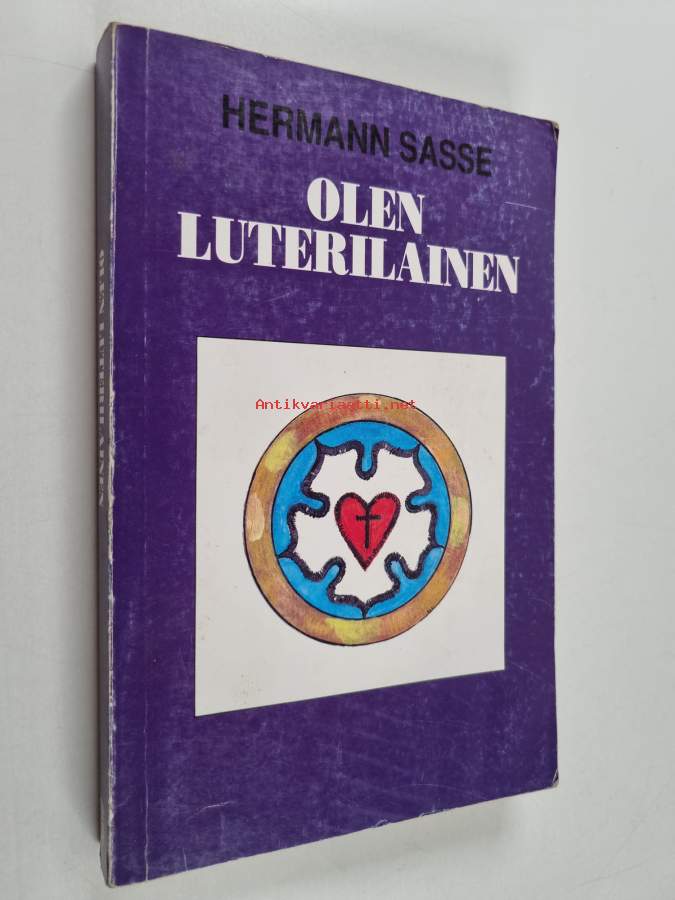 HERMANN SASSE
OLEN
LUTERILAINEN
Antikvariaatti.net
OLEN LUTERILAINEN